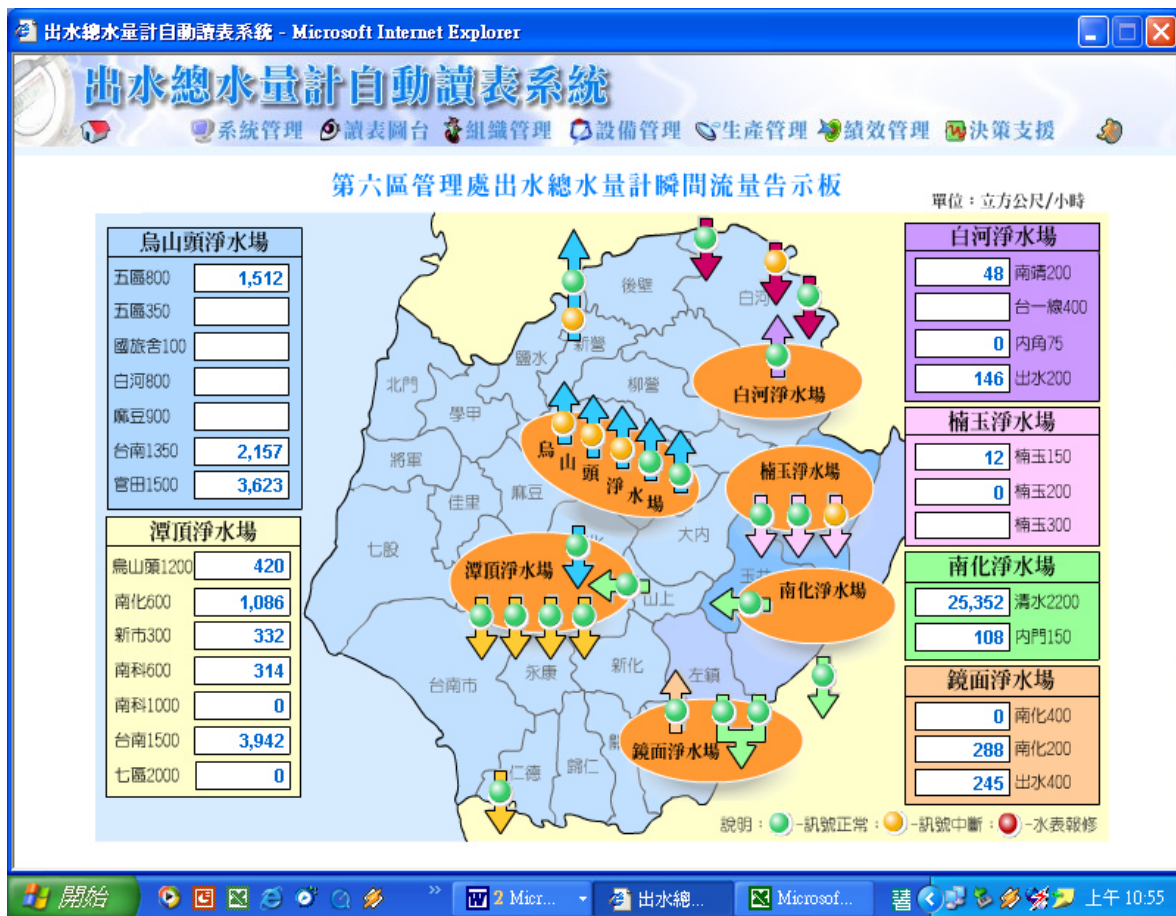 出水總水量計自動讀表系統 - Microsoft Internet Explorer
出水總水量計自動讀表系統
系統管理 讀表圖台 組織管理 設備管理 生產管理 績效管理 決策支援
第六區管理處出水總水量計瞬間流量告示板
單位：立方公尺/小時
烏山頭淨水場
五區800 1,512
五區350
國旅舍100
白河800
麻豆900
台南1350 2,157
官田1500 3,623
潭頂淨水場
烏山頭1200 420
南化600 1,086
新市300 332
南科600 314
南科1000 0
台南1500 3,942
七區2000 0
後壁
白河
新營
鹽水
柳營
北門
學甲
白河淨水場
將軍
麻豆
佳里
烏山頭淨水場
楠玉淨水場
大內
七股
潭頂淨水場
玉井
南化淨水場
山上
新化
左鎮
永康
台南市
鏡面淨水場
仁德
歸仁
白河淨水場
48 南靖200
台一線400
0 內角75
146 出水200
楠玉淨水場
12 楠玉150
0 楠玉200
楠玉300
南化淨水場
25,352 清水2200
108 內門150
鏡面淨水場
0 南化400
288 南化200
245 出水400
說明：-訊號正常：-訊號中斷：-水表報修
開始 » 2 Micr... 出水總... Microsof... 上午 10:55